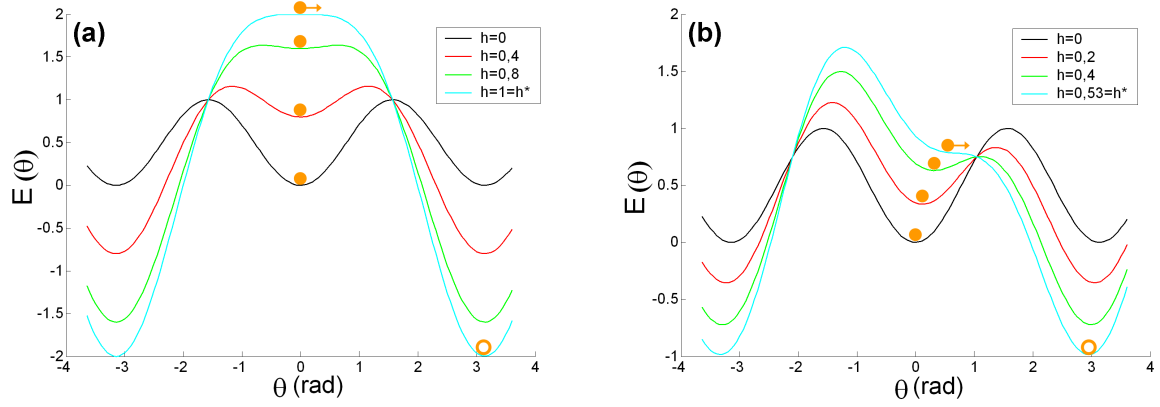 (a)
h=0
h=0,4
h=0,8
h=1=h*
E (θ)
2
1.5
1
0.5
0
-0.5
-1
-1.5
-2
-4 -3 -2 -1 0 1 2 3 4
θ (rad)
(b)
h=0
h=0,2
h=0,4
h=0,53=h*
E (θ)
2
1.5
1
0.5
0
-0.5
-1
-4 -3 -2 -1 0 1 2 3 4
θ (rad)